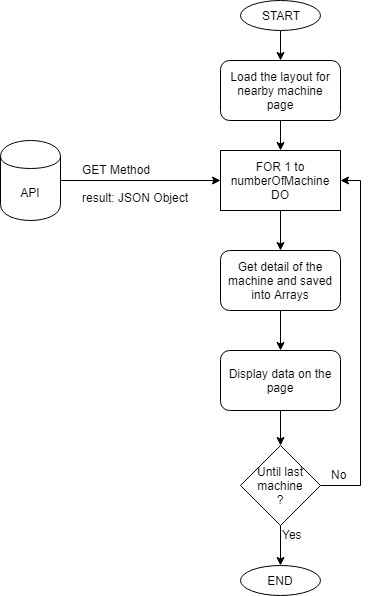 START
Load the layout for
nearby machine
page
GET Method
API
result: JSON Object
FOR 1 to
numberOfMachine
DO
Get detail of the
machine and saved
into Arrays
Display data on the
page
Until last
machine
?
No
Yes
END